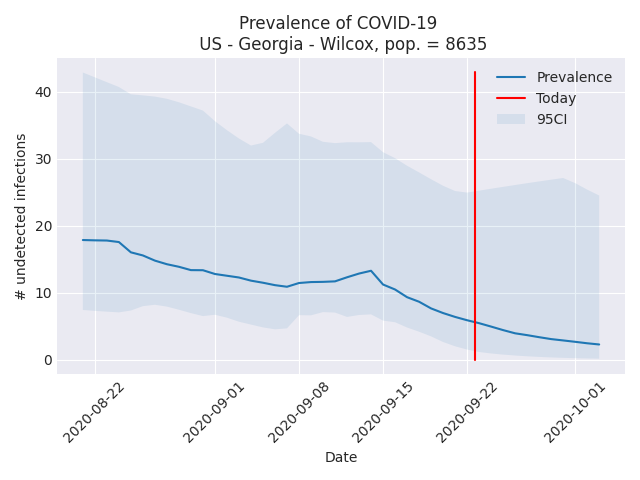 Prevalence of COVID-19
US - Georgia - Wilcox, pop. = 8635
Prevalence
Today
95CI
# undetected infections
40
30
20
10
0
2020-08-22
2020-09-01
2020-09-08
2020-09-15
2020-09-22
2020-10-01
Date